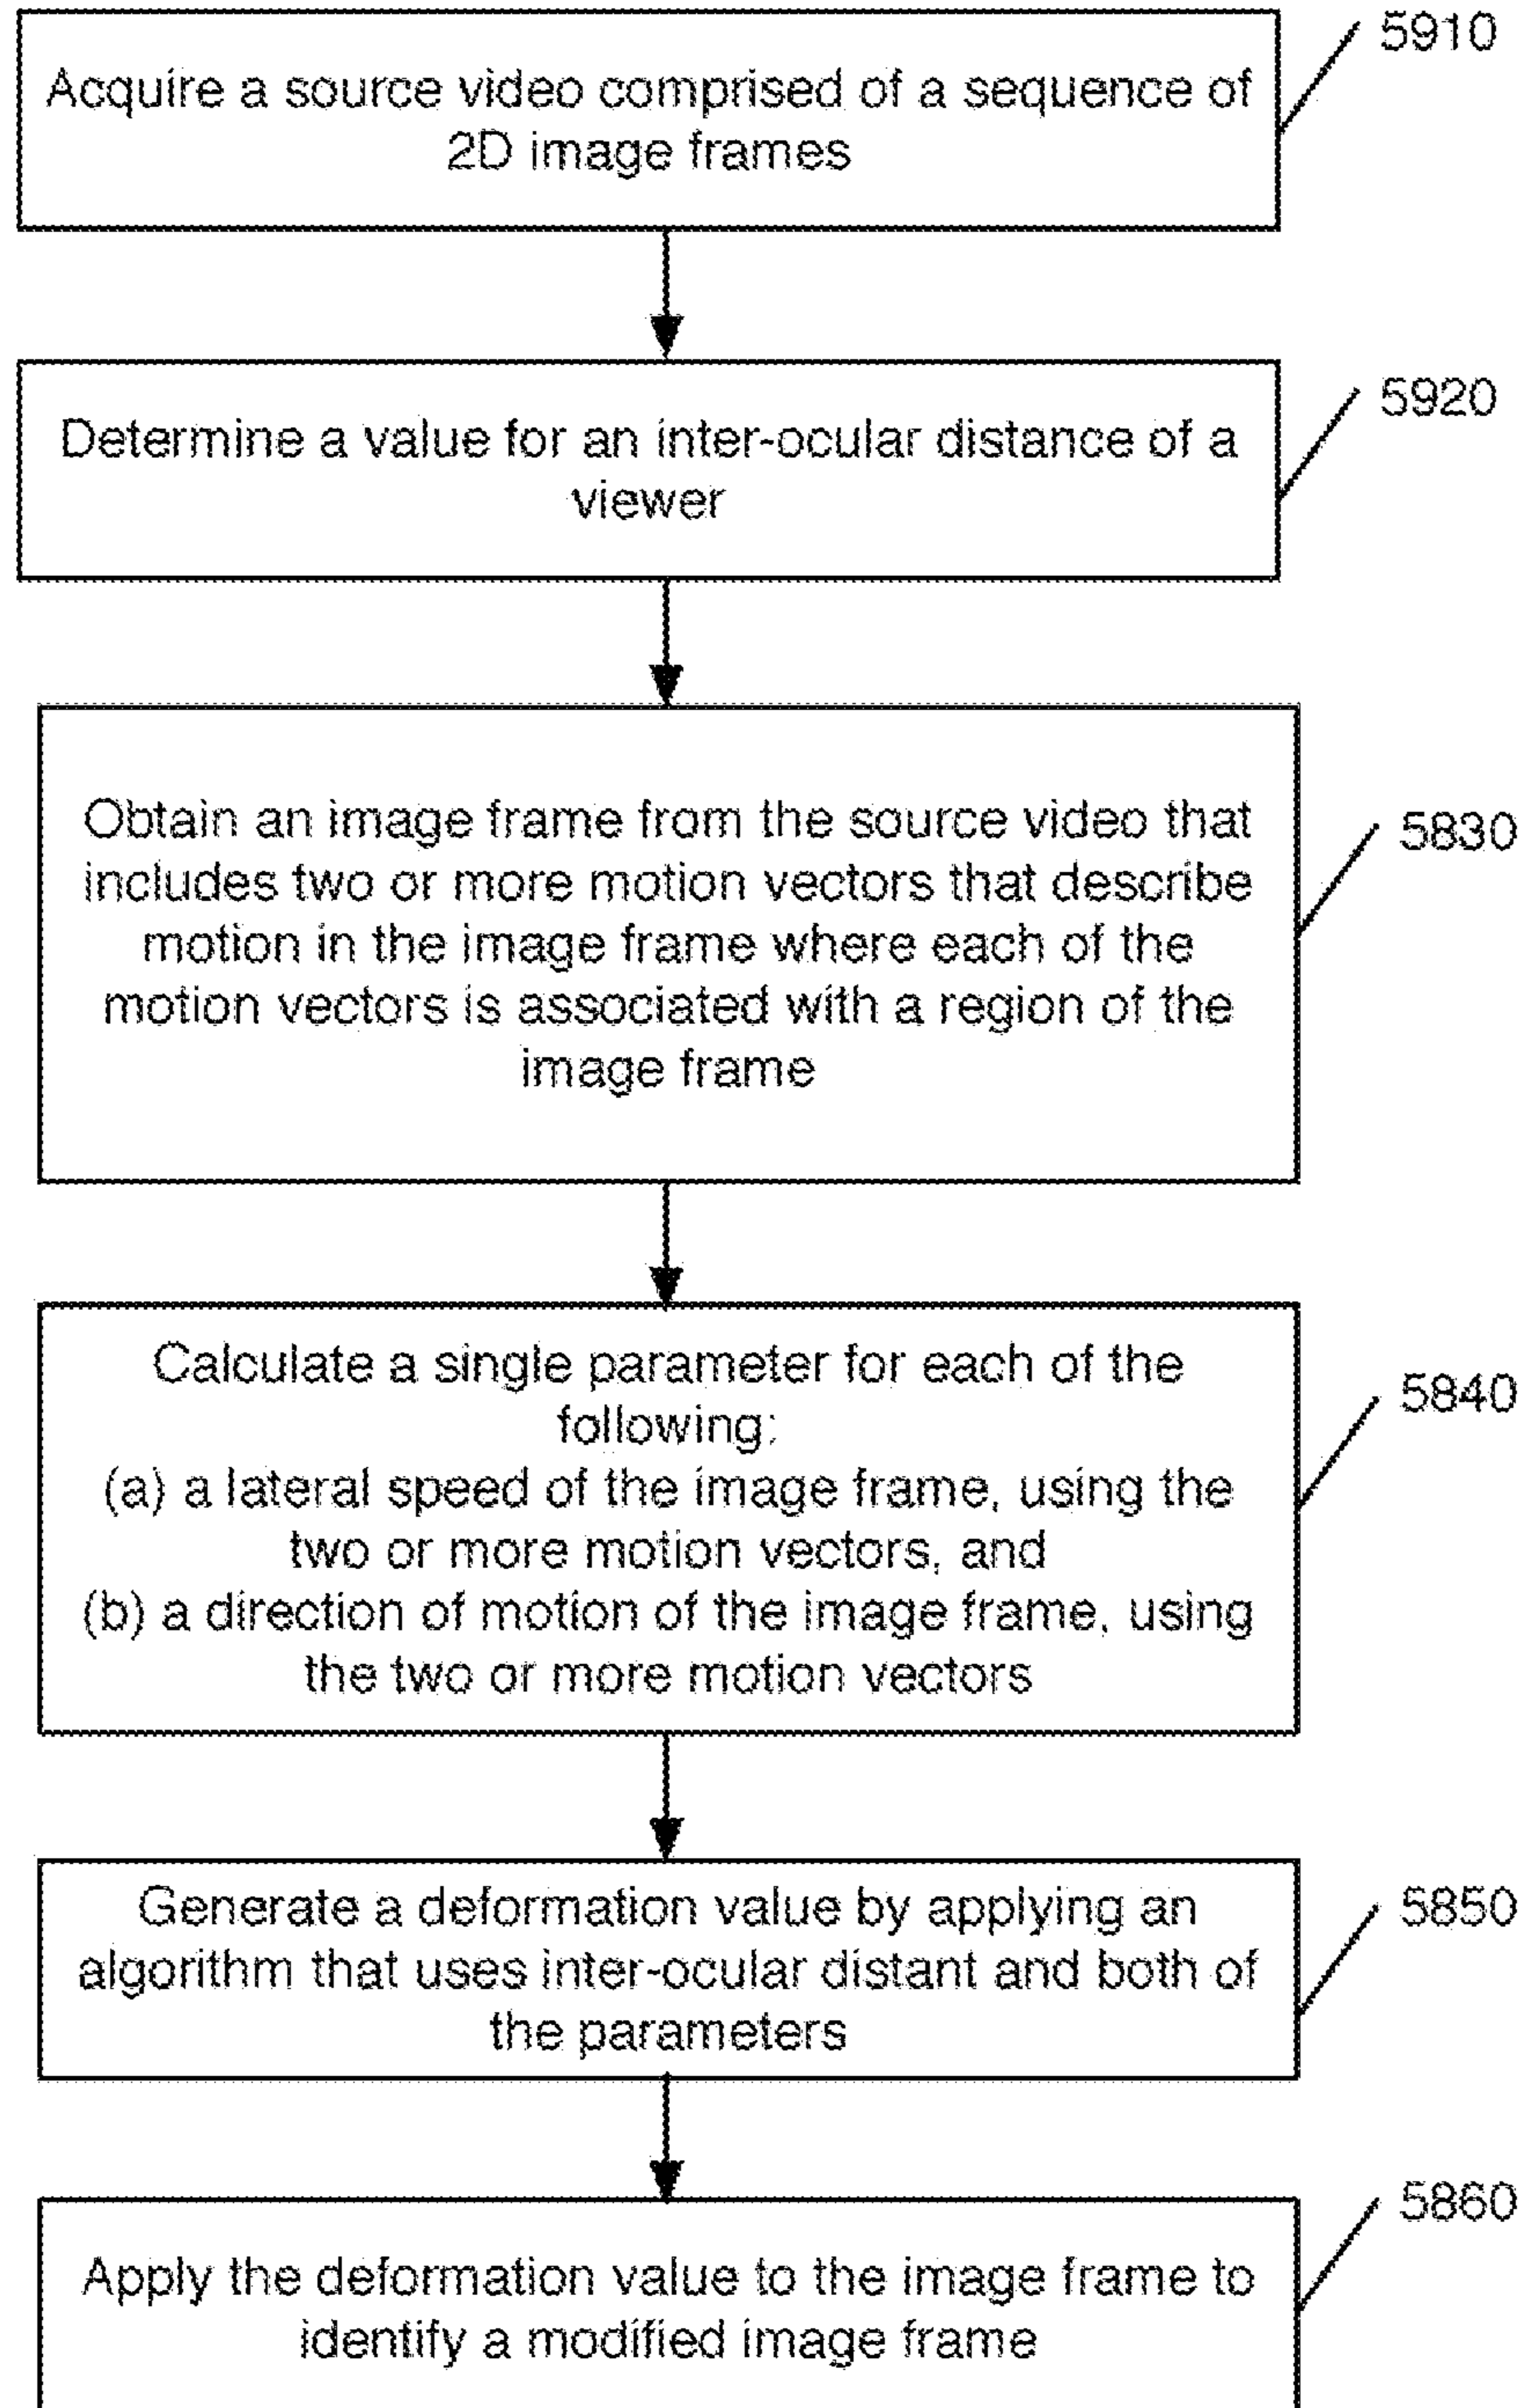 5910
Acquire a source video comprised of a sequence of
2D image frames
5920
Determine a value for an inter-ocular distance of a
viewer
5830
Obtain an image frame from the source video that
includes two or more motion vectors that describe
motion in the image frame where each of the
motion vectors is associated with a region of the
image frame
5840
Calculate a single parameter for each of the
following:
(a) a lateral speed of the image frame, using the
two or more motion vectors, and
(b) a direction of motion of the image frame, using
the two or more motion vectors
5850
Generate a deformation value by applying an
algorithm that uses inter-ocular distant and both of
the parameters
5860
Apply the deformation value to the image frame to
identify a modified image frame